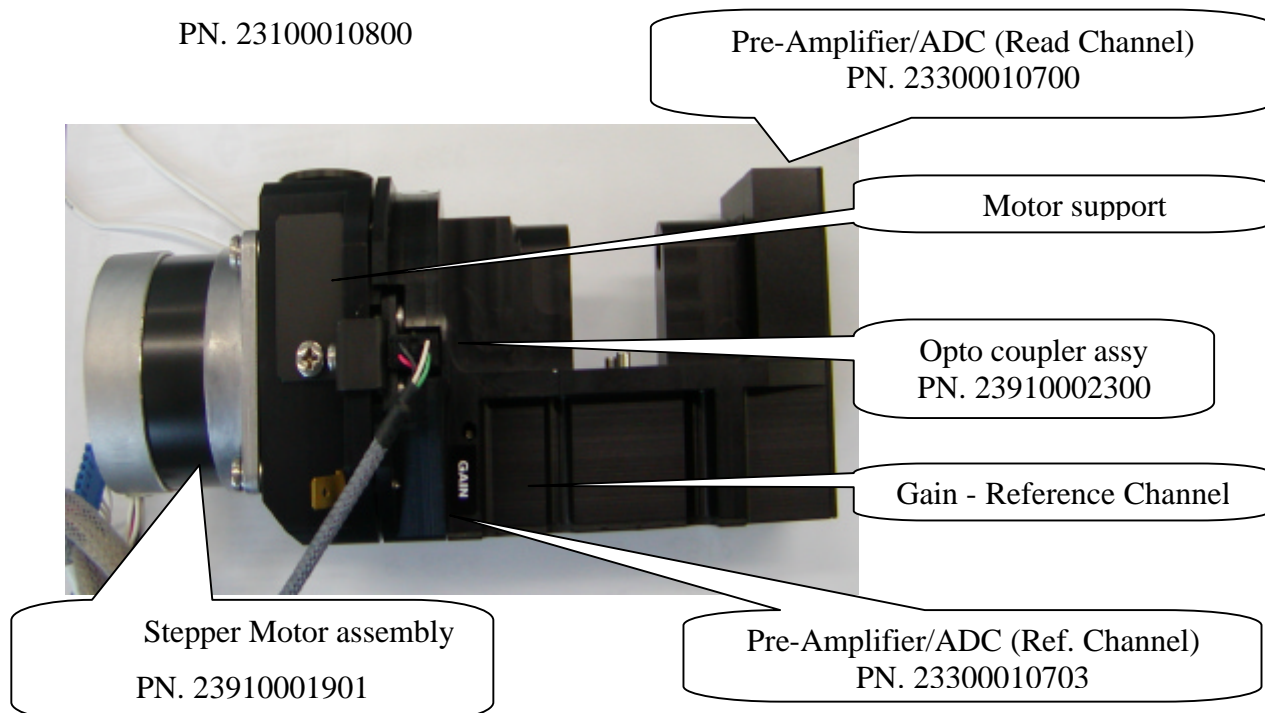 PN. 23100010800
Pre-Amplifier/ADC (Read Channel)
PN. 23300010700
Motor support
Opto coupler assy
PN. 23910002300
GAIN
Gain - Reference Channel
Stepper Motor assembly
PN. 23910001901
Pre-Amplifier/ADC (Ref. Channel)
PN. 23300010703